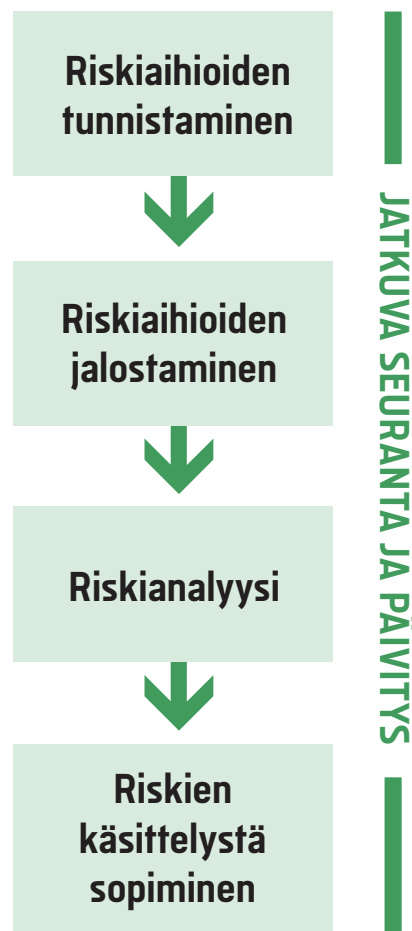 Riskiaihioiden
tunnistaminen
Riskiaihioiden
jalostaminen
Riskianalyysi
Riskien
käsittelystä
sopiminen
JATKUVA SEURANTA JA PÄIVITYS